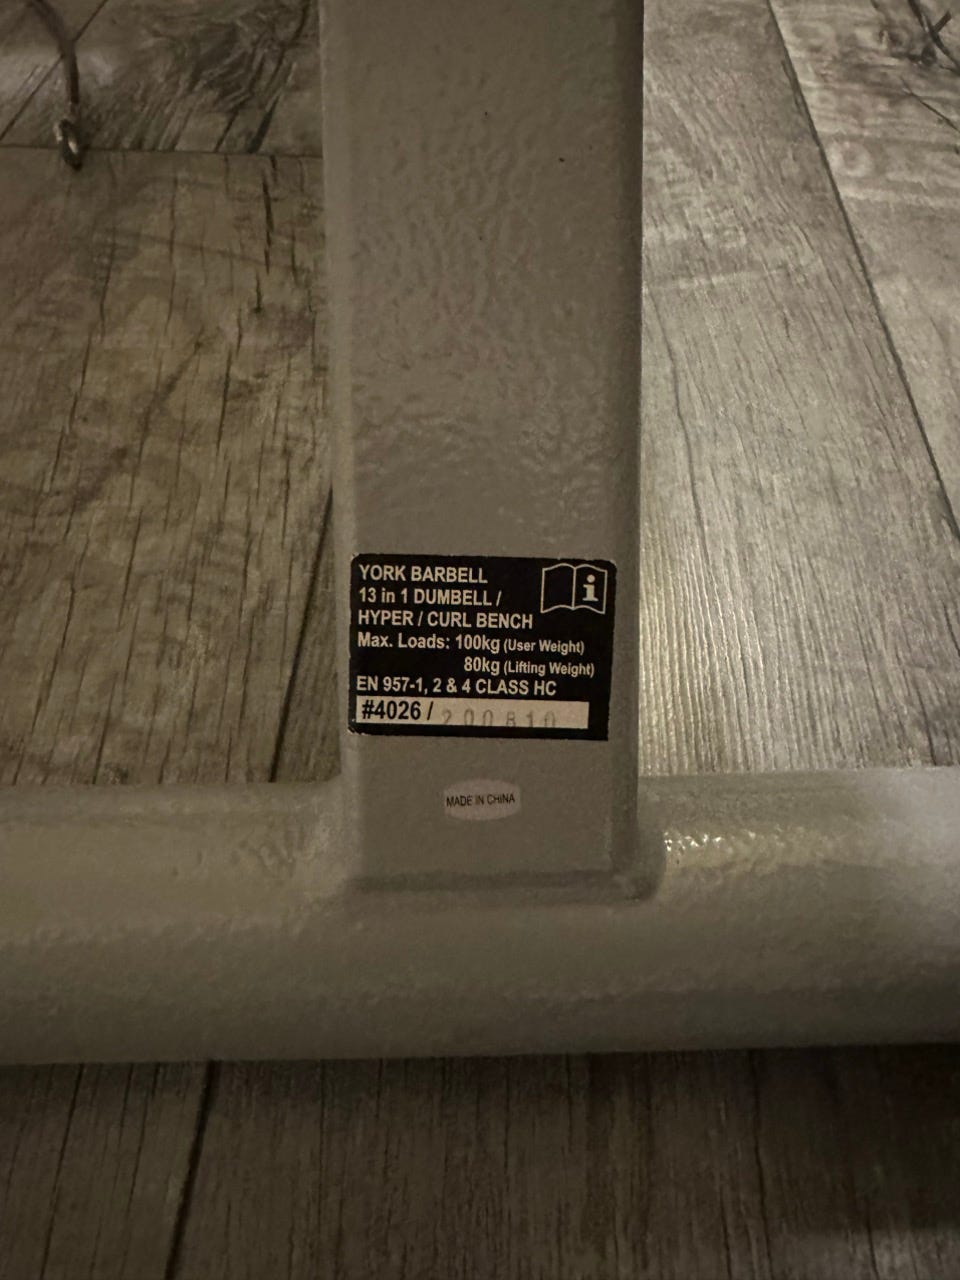 YORK BARBELL
13 in 1 DUMBELL /
HYPER / CURL BENCH
Max. Loads: 100kg (User Weight)
80kg (Lifting Weight)
EN 957-1, 2 & 4 CLASS HC
#4026 / 200810
MADE IN CHINA